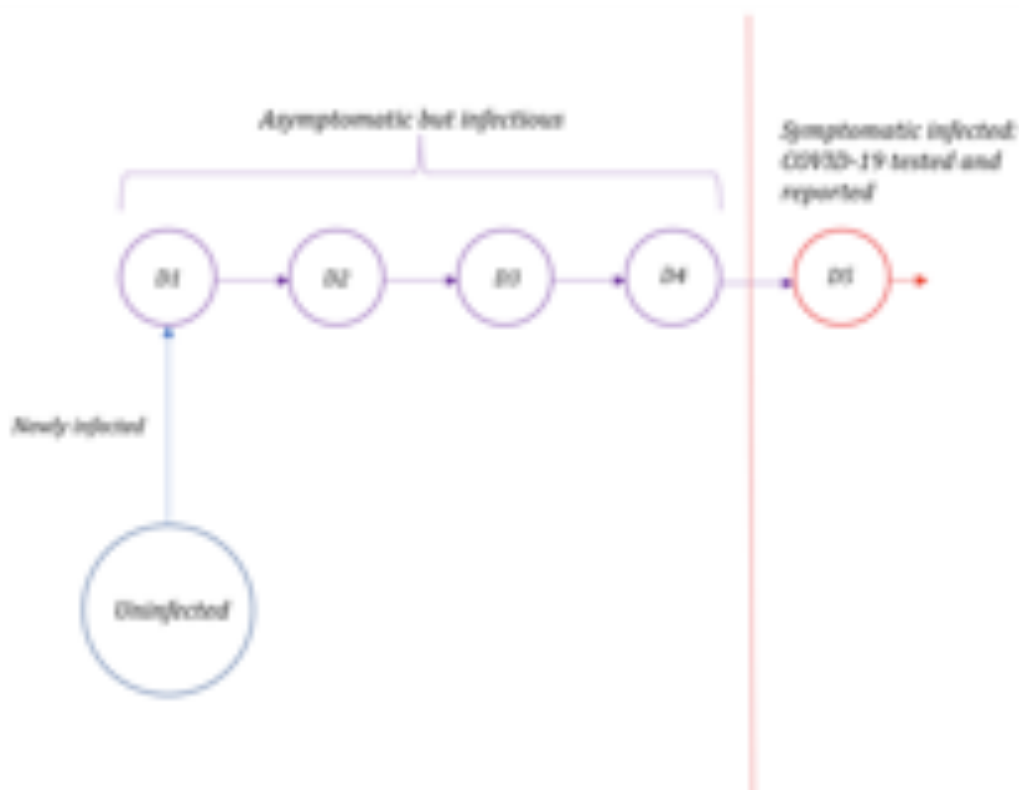 Asymptomatic but infectious
Symptomatic infected:
COVID-19 tested and
reported
D1
D2
D3
D4
D5
Newly infected
Uninfected